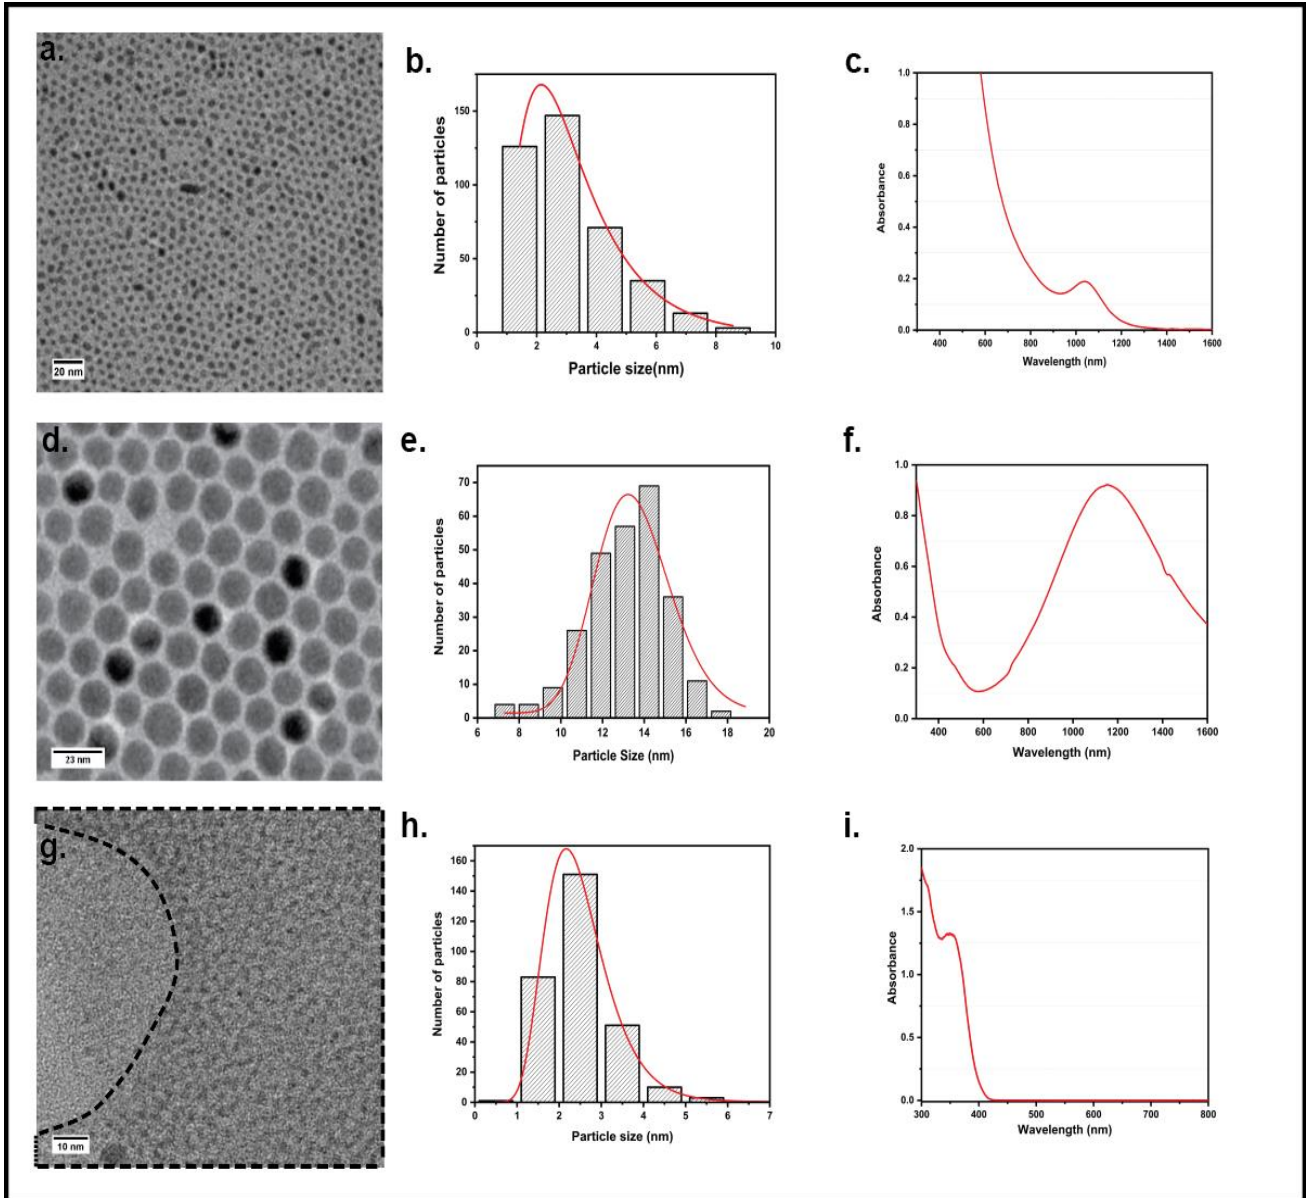 a.
20 nm
b.
Number of particles
150
100
50
0
0 2 4 6 8 10
Particle size(nm)
c.
Absorbance
1.0
0.8
0.6
0.4
0.2
0.0
400 600 800 1000 1200 1400 1600
Wavelength (nm)
d.
23 nm
e.
Number of particles
70
60
50
40
30
20
10
0
6 8 10 12 14 16 18 20
Particle Size (nm)
f.
Absorbance
1.0
0.8
0.6
0.4
0.2
0.0
400 600 800 1000 1200 1400 1600
Wavelength (nm)
g.
10 nm
h.
Number of particles
160
140
120
100
80
60
40
20
0
0 1 2 3 4 5 6 7
Particle size (nm)
i.
Absorbance
2.0
1.5
1.0
0.5
0.0
300 400 500 600 700 800
Wavelength (nm)